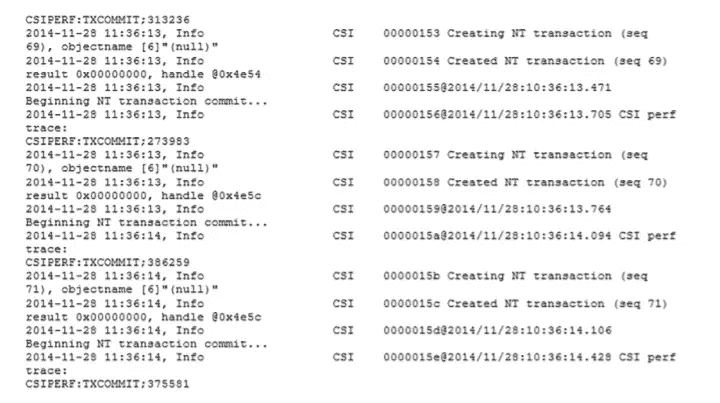 CSIPERF:TXCOMMIT;313236
2014-11-28 11:36:13, Info                  CSI    00000153 Creating NT transaction (seq
69), objectname [6]"(null)"
2014-11-28 11:36:13, Info                  CSI    00000154 Created NT transaction (seq 69)
result 0x00000000, handle @0x4e54
2014-11-28 11:36:13, Info                  CSI    00000155@2014/11/28:10:36:13.471
Beginning NT transaction commit...
2014-11-28 11:36:13, Info                  CSI    00000156@2014/11/28:10:36:13.705 CSI perf
trace:
CSIPERF:TXCOMMIT;273983
2014-11-28 11:36:13, Info                  CSI    00000157 Creating NT transaction (seq
70), objectname [6]"(null)"
2014-11-28 11:36:13, Info                  CSI    00000158 Created NT transaction (seq 70)
result 0x00000000, handle @0x4e5c
2014-11-28 11:36:13, Info                  CSI    00000159@2014/11/28:10:36:13.764
Beginning NT transaction commit...
2014-11-28 11:36:14, Info                  CSI    0000015a@2014/11/28:10:36:14.094 CSI perf
trace:
CSIPERF:TXCOMMIT;386259
2014-11-28 11:36:14, Info                  CSI    0000015b Creating NT transaction (seq
71), objectname [6]"(null)"
2014-11-28 11:36:14, Info                  CSI    0000015c Created NT transaction (seq 71)
result 0x00000000, handle @0x4e5c
2014-11-28 11:36:14, Info                  CSI    0000015d@2014/11/28:10:36:14.106
Beginning NT transaction commit...
2014-11-28 11:36:14, Info                  CSI    0000015e@2014/11/28:10:36:14.428 CSI perf
trace:
CSIPERF:TXCOMMIT;375581